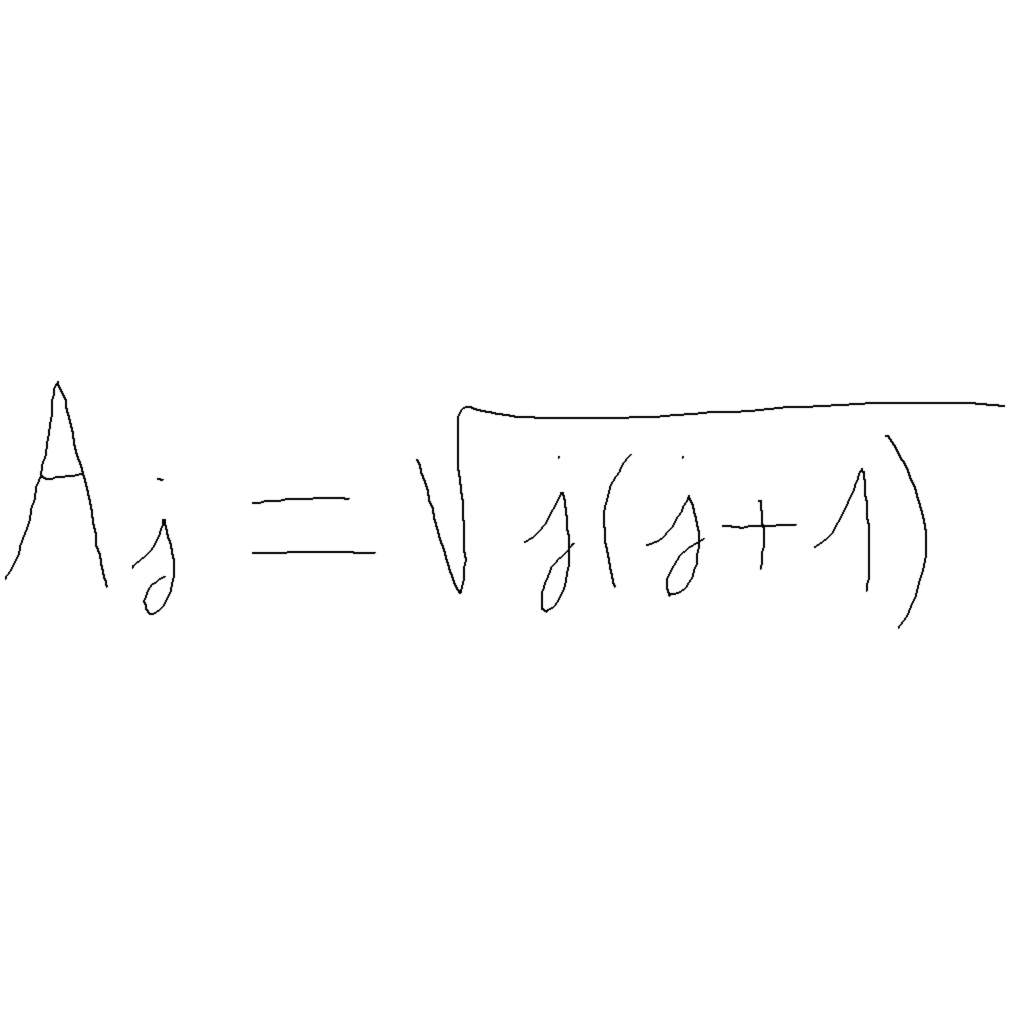 A_j = \sqrt{j(j+1)}